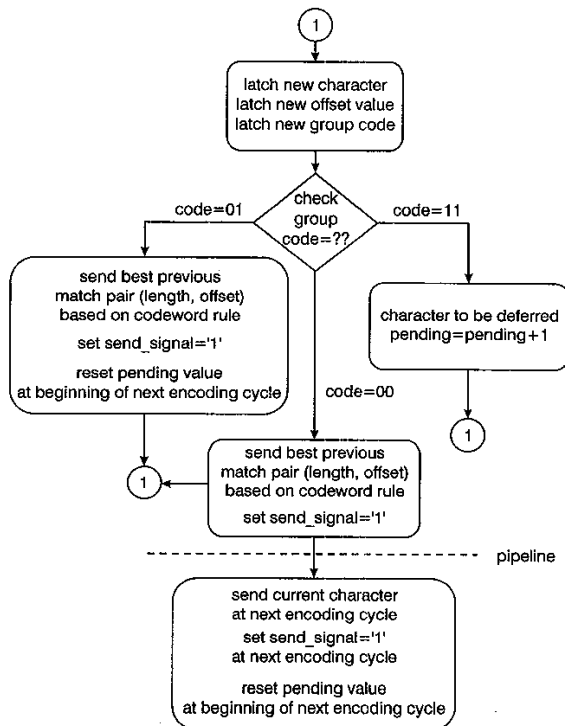 1
latch new character
latch new offset value
latch new group code
check
group
code=??
code=01
code=11
send best previous
match pair (length, offset)
based on codeword rule
set send_signal='1'
reset pending value
at beginning of next encoding cycle
character to be deferred
pending=pending+1
code=00
1
1
send best previous
match pair (length, offset)
based on codeword rule
set send_signal='1'
pipeline
send current character
at next encoding cycle
set send_signal='1'
at next encoding cycle
reset pending value
at beginning of next encoding cycle